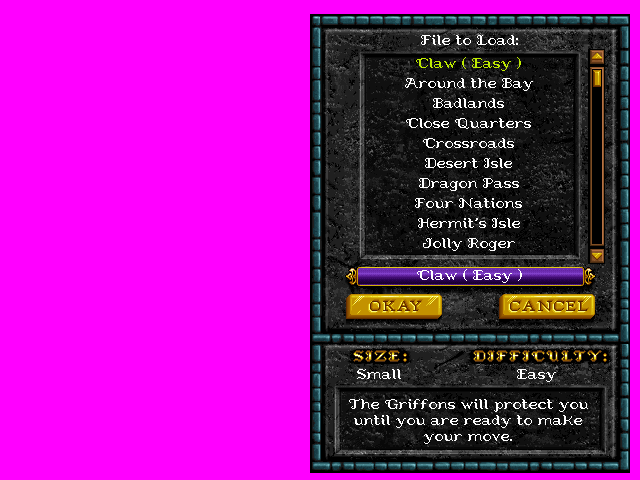 File to Load:
Claw ( Easy )
Around the Bay
Badlands
Close Quarters
Crossroads
Desert Isle
Dragon Pass
Four Nations
Hermit's Isle
Jolly Roger
Claw ( Easy )
OKAY CANCEL
SIZE: DIFFICULTY:
Small Easy
The Griffons will protect you
until you are ready to make
your move.